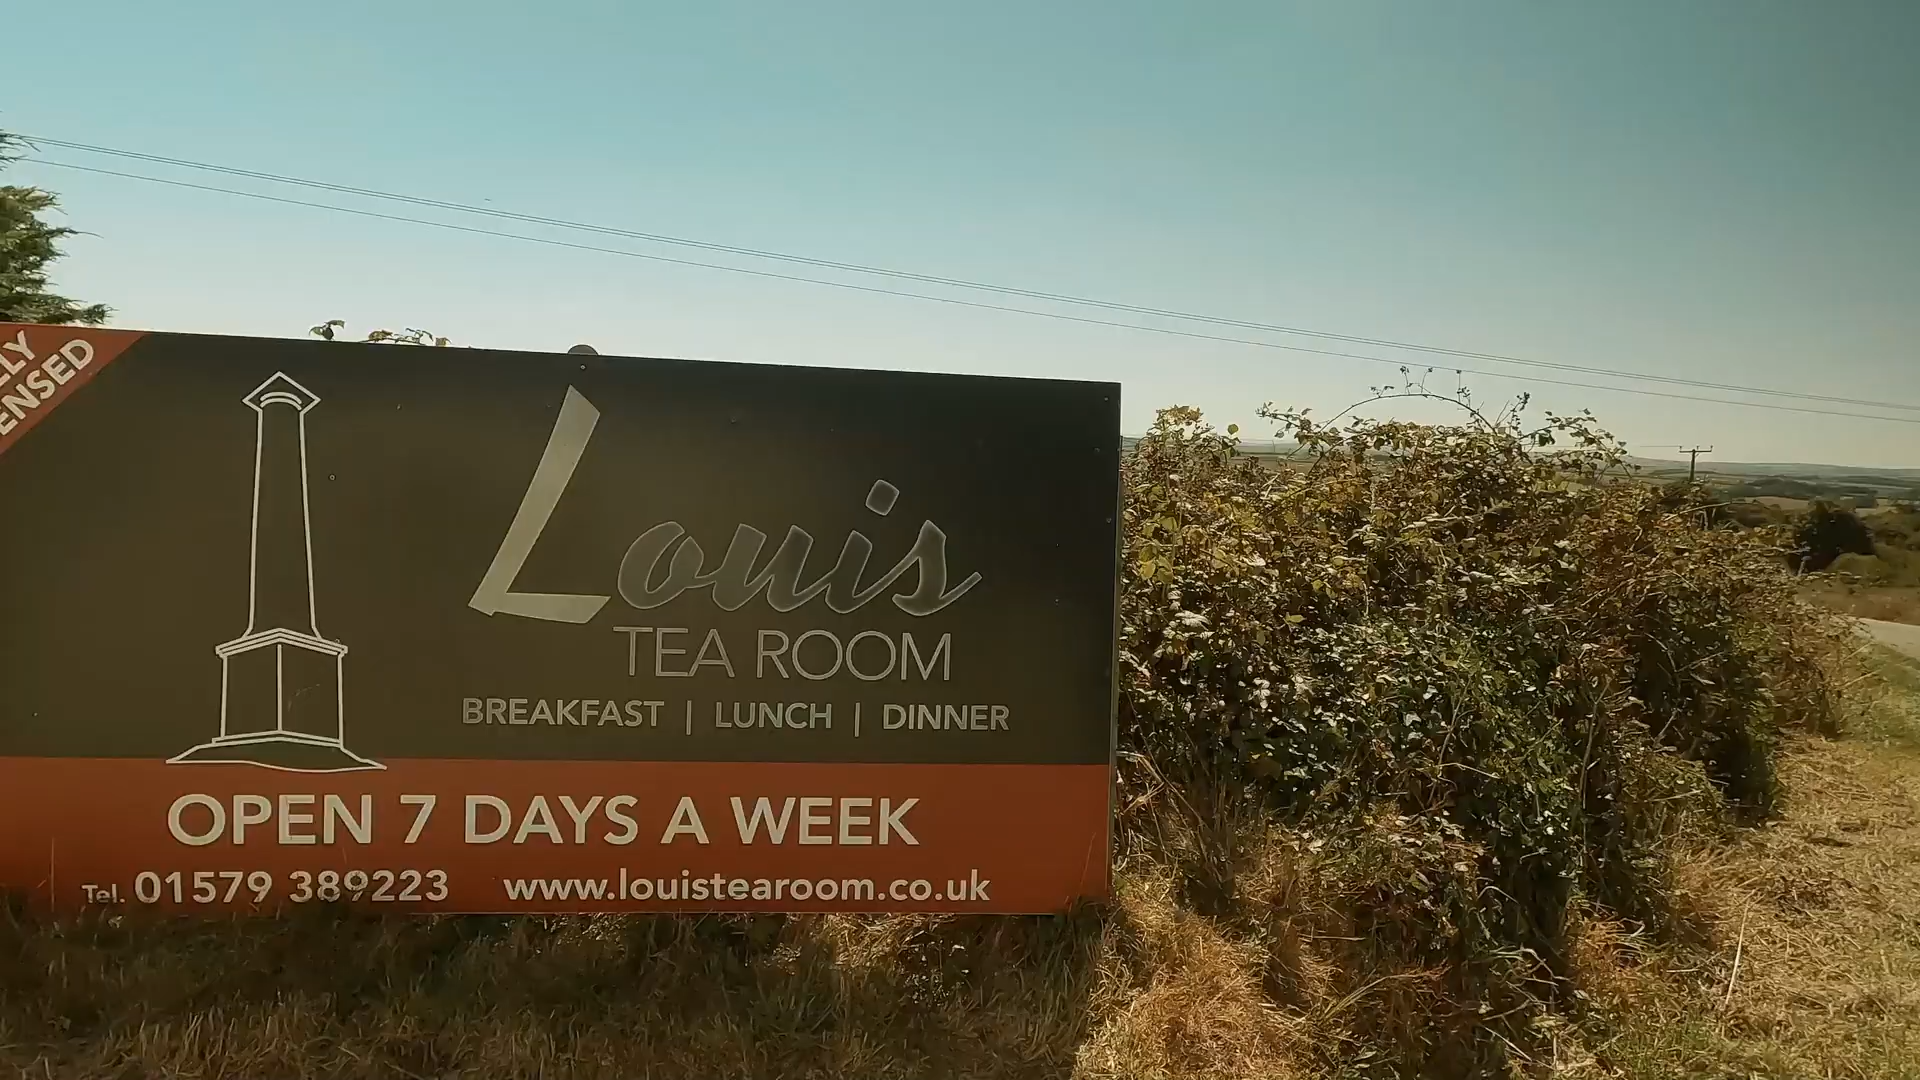 ENSED
Louis
TEA ROOM
BREAKFAST | LUNCH | DINNER
OPEN 7 DAYS A WEEK
Tel. 01579 389223 www.louistearoom.co.uk